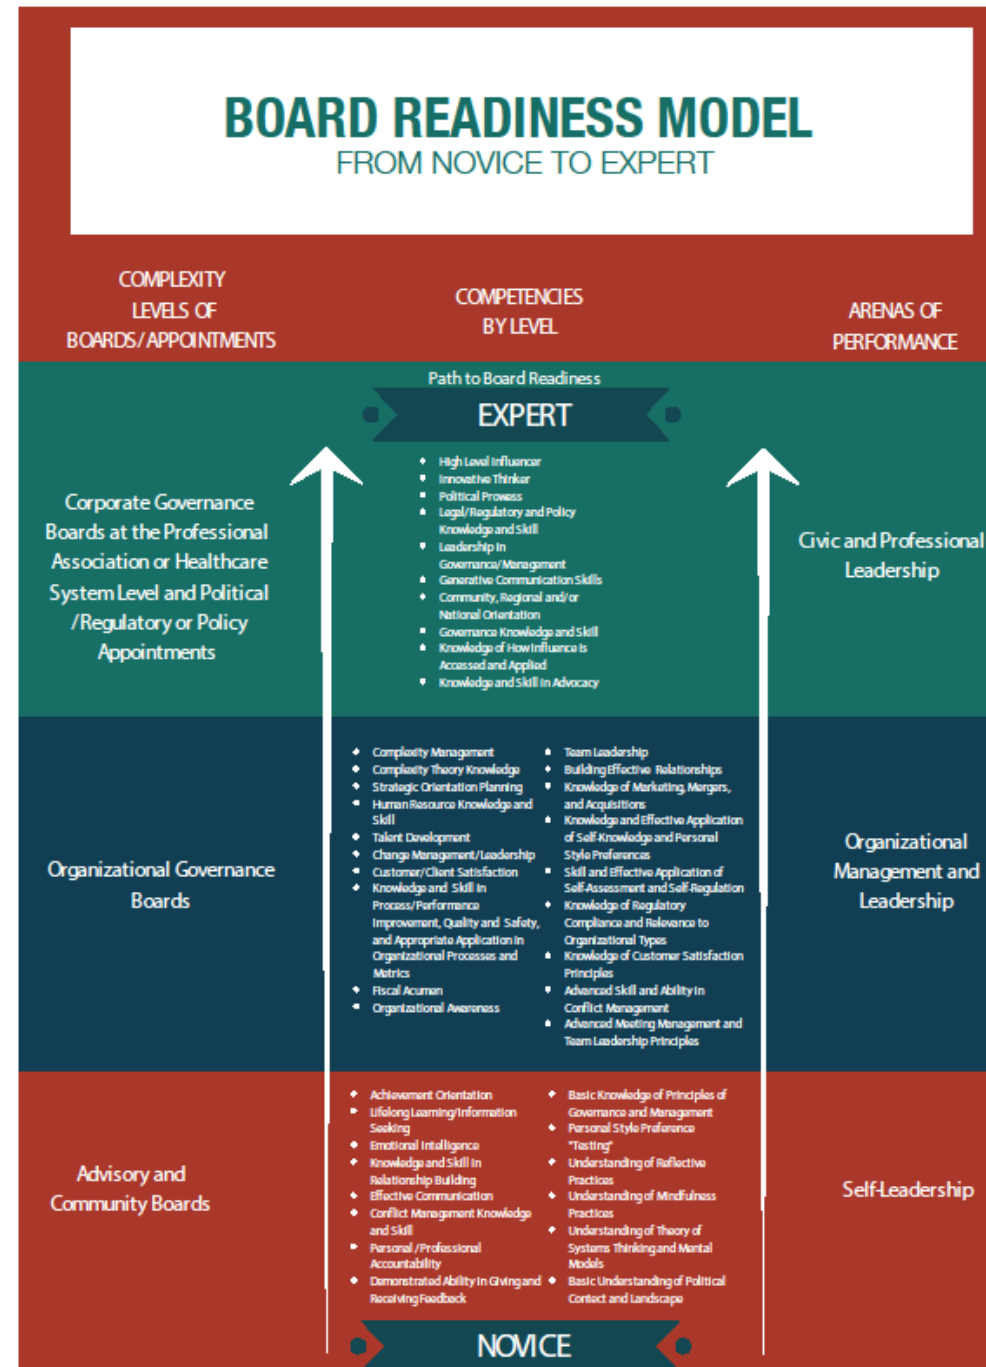 BOARD READINESS MODEL
FROM NOVICE TO EXPERT
COMPLEXITY
LEVELS OF
BOARDS/APPOINTMENTS
COMPETENCIES
BY LEVEL
ARENAS OF
PERFORMANCE
Path to Board Readiness
EXPERT
Corporate Governance
Boards at the Professional
Association or Healthcare
System Level and Political
/Regulatory or Policy
Appointments
High Level Influencer
Innovative Thinker
Political Prowess
Legal/Regulatory and Policy
Knowledge and Skill
Leadership in
Governance/Management
Generative Communication Skills
Community, Regional and/or
National Orientation
Governance Knowledge and Skill
Knowledge of How Influence Is
Accessed and Applied
Knowledge and Skill in Advocacy
Civic and Professional
Leadership
Organizational Governance
Boards
Complexity Management
Complexity Theory Knowledge
Strategic Orientation Planning
Human Resource Knowledge and
Skill
Talent Development
Change Management/Leadership
Customer/Client Satisfaction
Knowledge and Skill in
Process/Performance
Improvement, Quality and Safety,
and Appropriate Application in
Organizational Processes and
Metrics
Fiscal Acumen
Organizational Awareness
Team Leadership
Building Effective Relationships
Knowledge of Marketing, Mergers,
and Acquisitions
Knowledge and Effective Application
of Self-Knowledge and Personal
Style Preferences
Skill and Effective Application of
Self-Assessment and Self-Regulation
Knowledge of Regulatory
Compliance and Relevance to
Organizational Types
Knowledge of Customer Satisfaction
Principles
Advanced Skill and Ability in
Conflict Management
Advanced Meeting Management and
Team Leadership Principles
Organizational
Management and
Leadership
Advisory and
Community Boards
Achievement Orientation
Lifelong Learning/Information
Seeking
Emotional Intelligence
Knowledge and Skill in
Relationship Building
Effective Communication
Conflict Management Knowledge
and Skill
Personal /Professional
Accountability
Demonstrated Ability in Giving and
Receiving Feedback
Basic Knowledge of Principles of
Governance and Management
Personal Style Preference
"Testing"
Understanding of Reflective
Practices
Understanding of Mindfulness
Practices
Understanding of Theory of
Systems Thinking and Mental
Models
Basic Understanding of Political
Context and Landscape
Self-Leadership
NOVICE